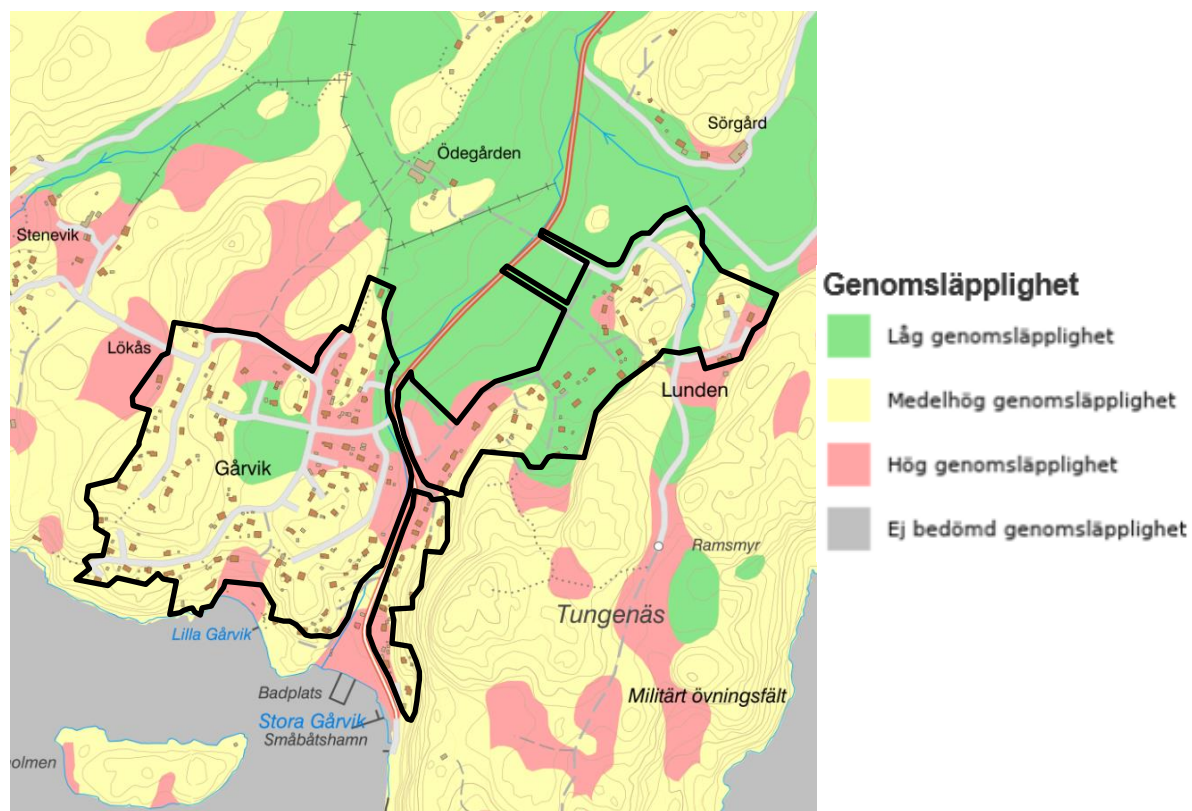 Sörgård
Ödegården
Stenevik
Lökås
Lunden
Gårvik
Ramsmyr
Tungenäs
Lilla Gårvik
Militärt övningsfält
Badplats
Stora Gårvik
Småbåtshamn
olmen
Genomsläpplighet
Låg genomsläpplighet
Medelhög genomsläpplighet
Hög genomsläpplighet
Ej bedömd genomsläpplighet